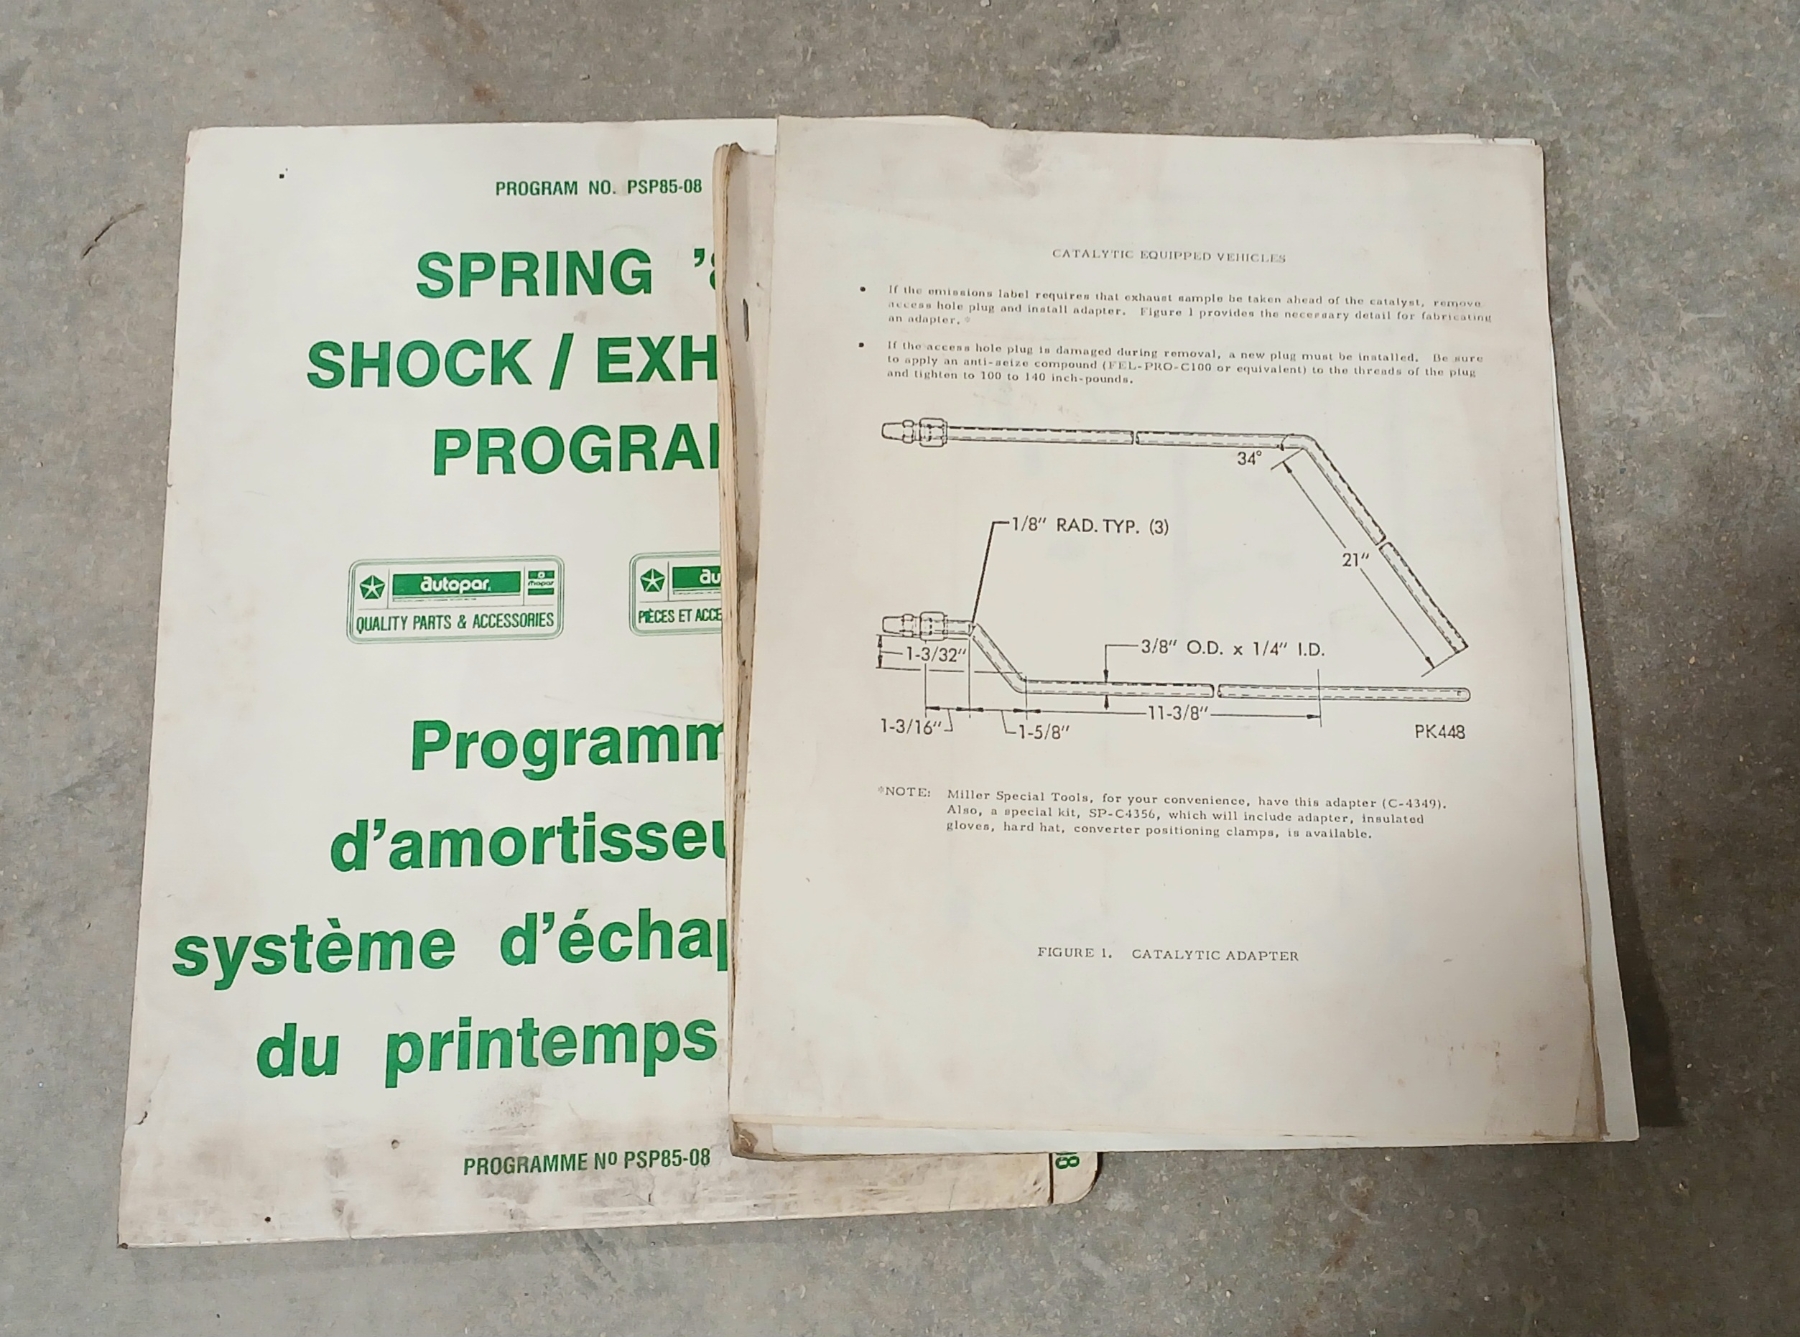 PROGRAM NO. PSP85-08
SPRING '8
SHOCK / EXH
PROGRA
autopar
mopar
QUALITY PARTS & ACCESSORIES
au
PIÈCES ET ACCE
Programm
d'amortisseu
système d'échap
du printemps
PROGRAMME Nº PSP85-08
08
CATALYTIC EQUIPPED VEHICLES
• If the emissions label requires that exhaust sample be taken ahead of the catalyst, remove
access hole plug and install adapter. Figure 1 provides the necessary detail for fabricating
an adapter.*
• If the access hole plug is damaged during removal, a new plug must be installed. Be sure
to apply an anti-seize compound (FEL-PRO-C100 or equivalent) to the threads of the plug
and tighten to 100 to 140 inch-pounds.
34°
21"
1/8" RAD. TYP. (3)
1-3/32"
3/8" O.D. x 1/4" I.D.
1-3/16"
1-5/8"
11-3/8"
PK448
*NOTE: Miller Special Tools, for your convenience, have this adapter (C-4349).
Also, a special kit, SP-C4356, which will include adapter, insulated
gloves, hard hat, converter positioning clamps, is available.
FIGURE 1. CATALYTIC ADAPTER